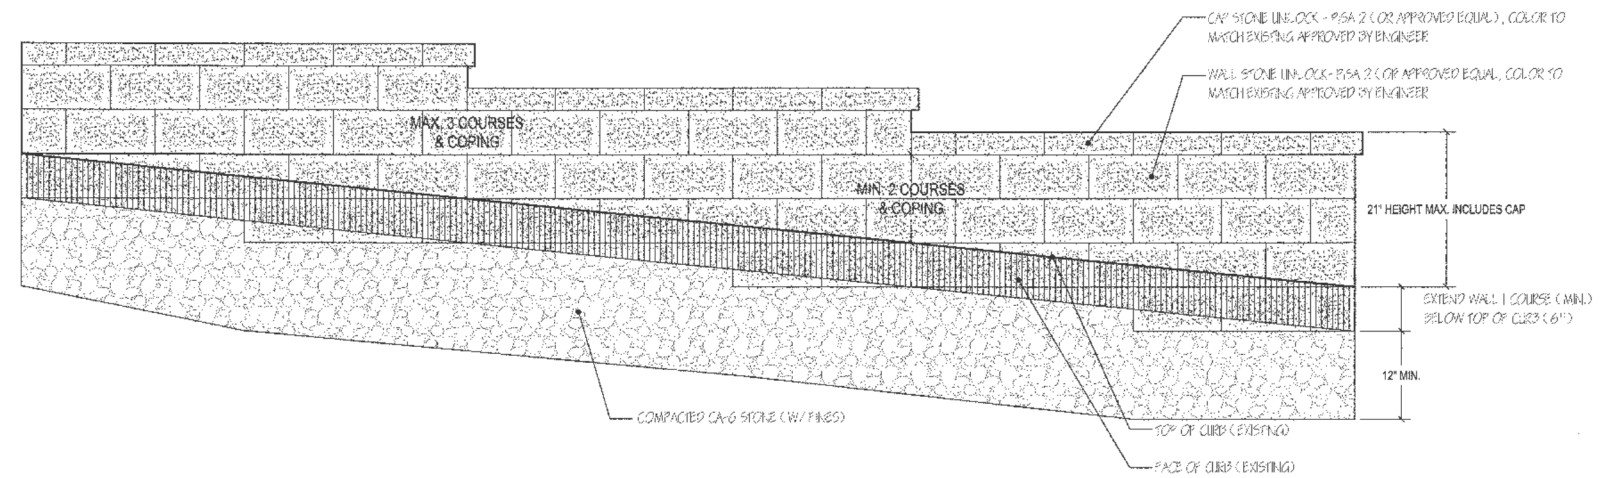 CAP STONE UNILOCK - PISA 2 ( OR APPROVED EQUAL ), COLOR TO
MATCH EXISTING APPROVED BY ENGINEER
WALL STONE UNILOCK - PISA 2 ( OR APPROVED EQUAL, COLOR TO
MATCH EXISTING APPROVED BY ENGINEER
MAX. 3 COURSES
& COPING
MIN. 2 COURSES
& COPING
21" HEIGHT MAX. INCLUDES CAP
EXTEND WALL 1 COURSE ( MIN.)
BELOW TOP OF CURB ( 6")
12" MIN.
COMPACTED CA-6 STONE ( W/ FINES)
TOP OF CURB ( EXISTING)
FACE OF CURB ( EXISTING)